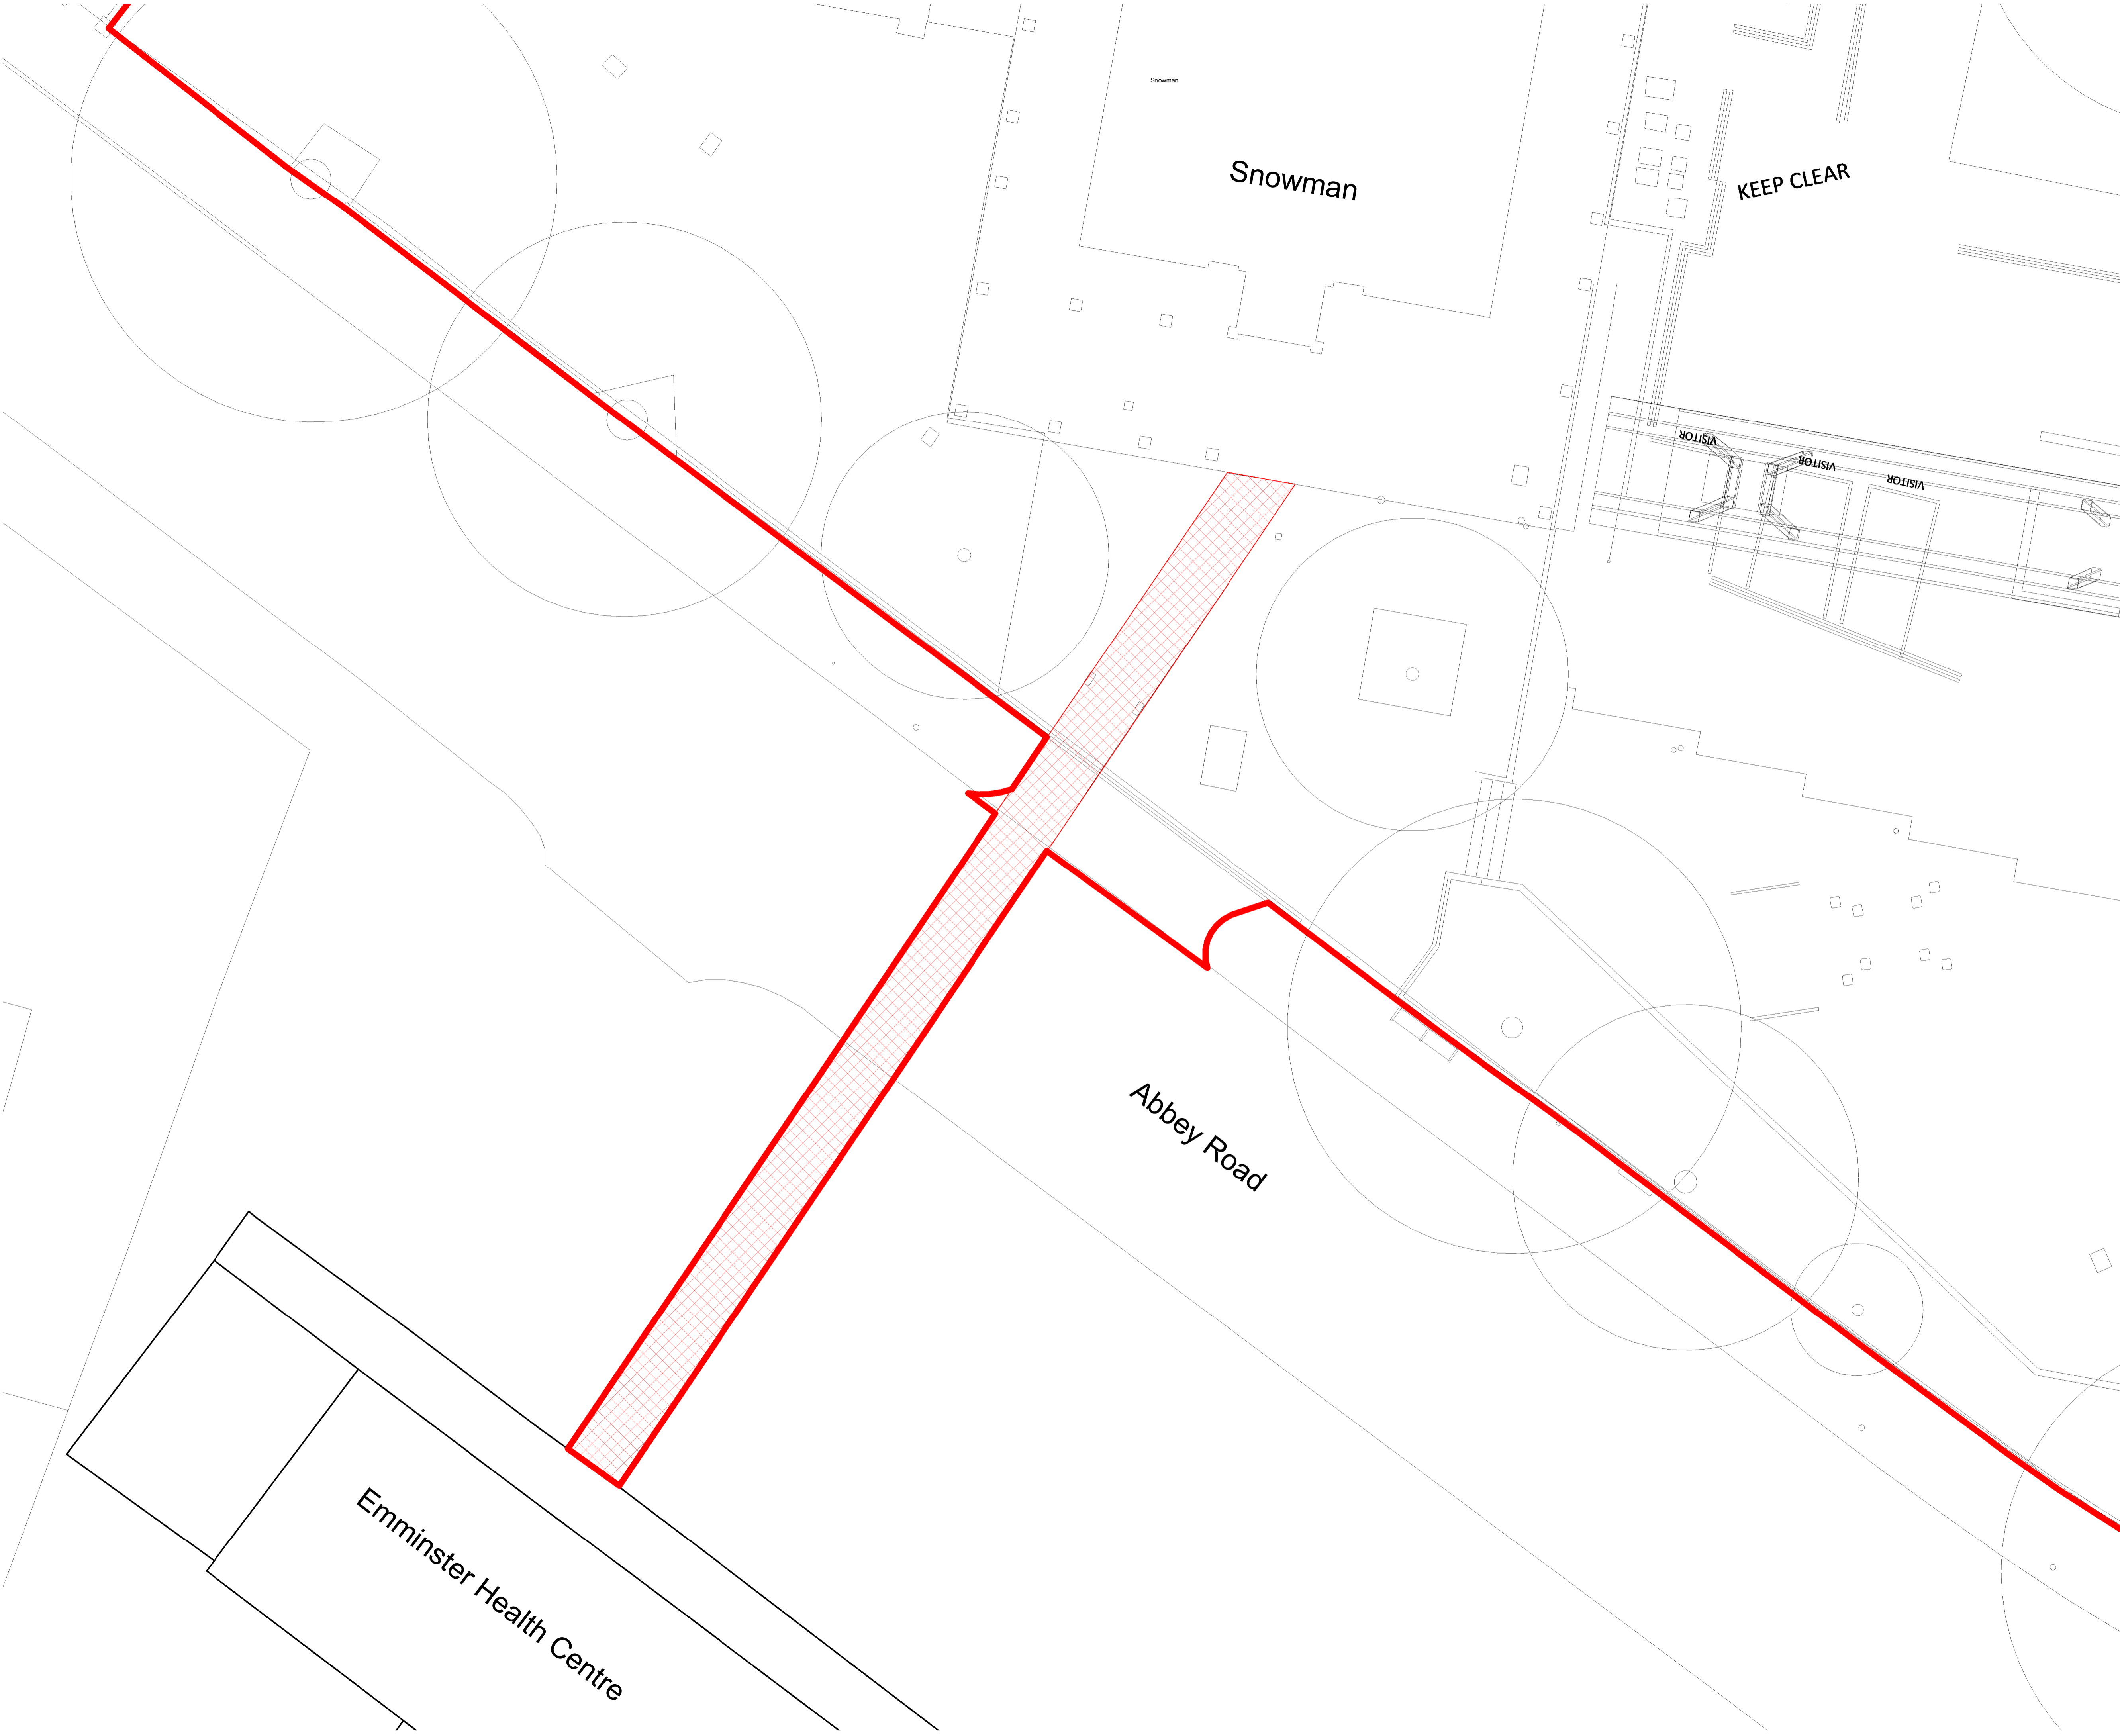 Snowman
Snowman
KEEP CLEAR
VISITOR
VISITOR
VISITOR
Abbey Road
Emminster Health Centre